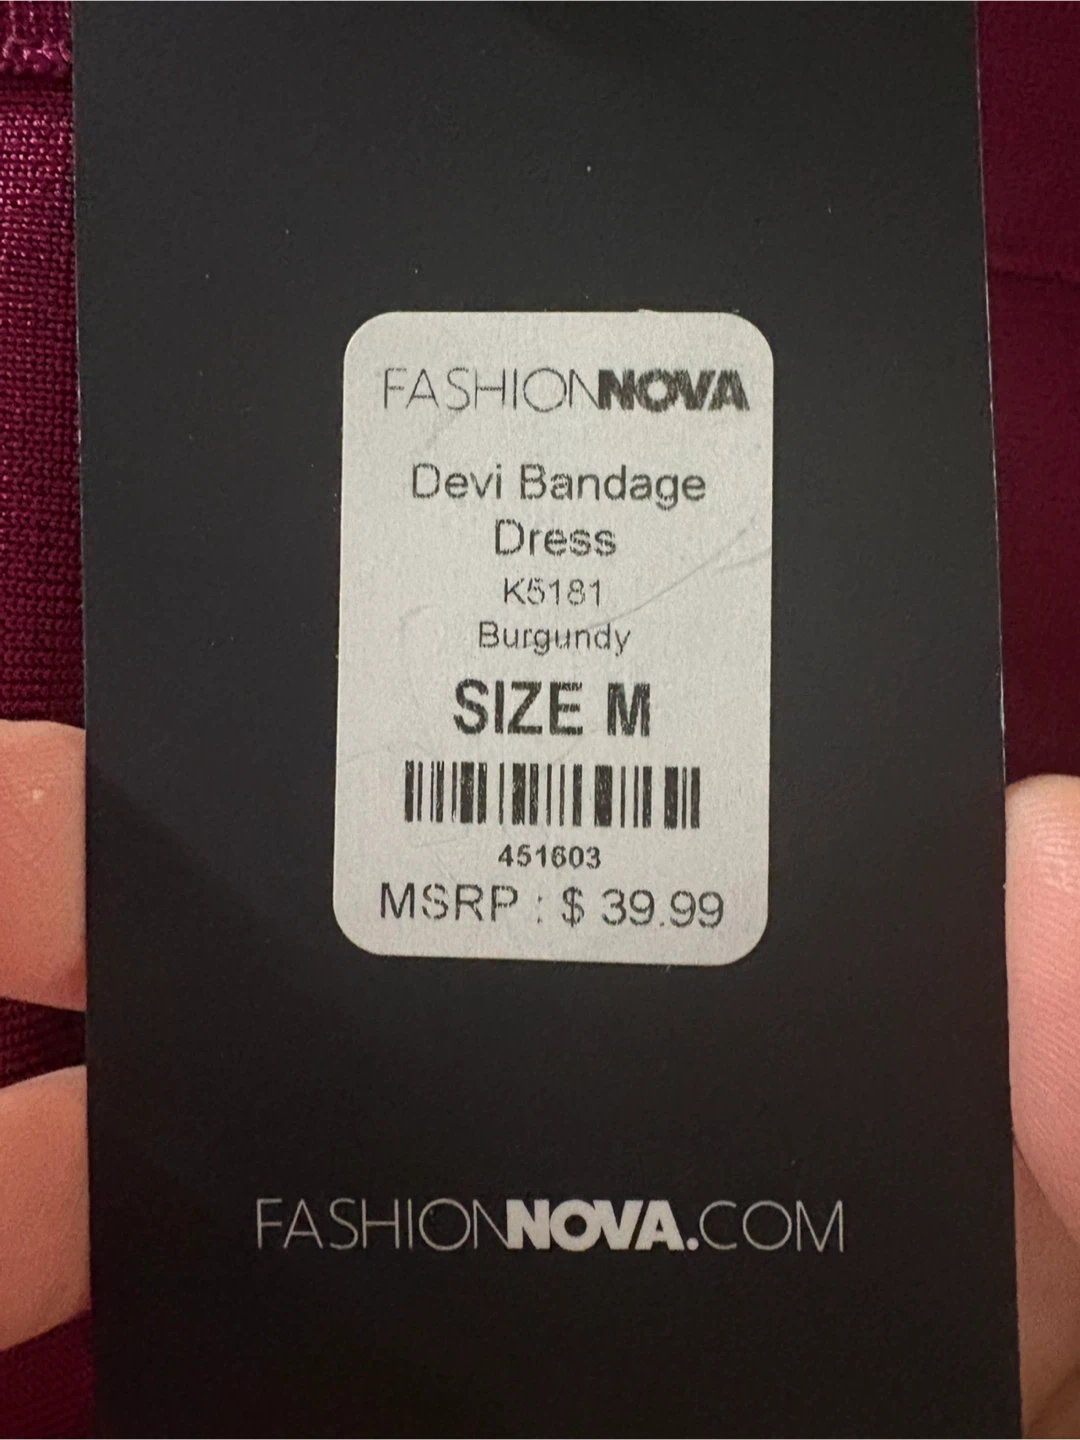 FASHIONNOVA
Devi Bandage
Dress
K5181
Burgundy
SIZE M
451603
MSRP : $ 39.99
FASHIONNOVA.COM